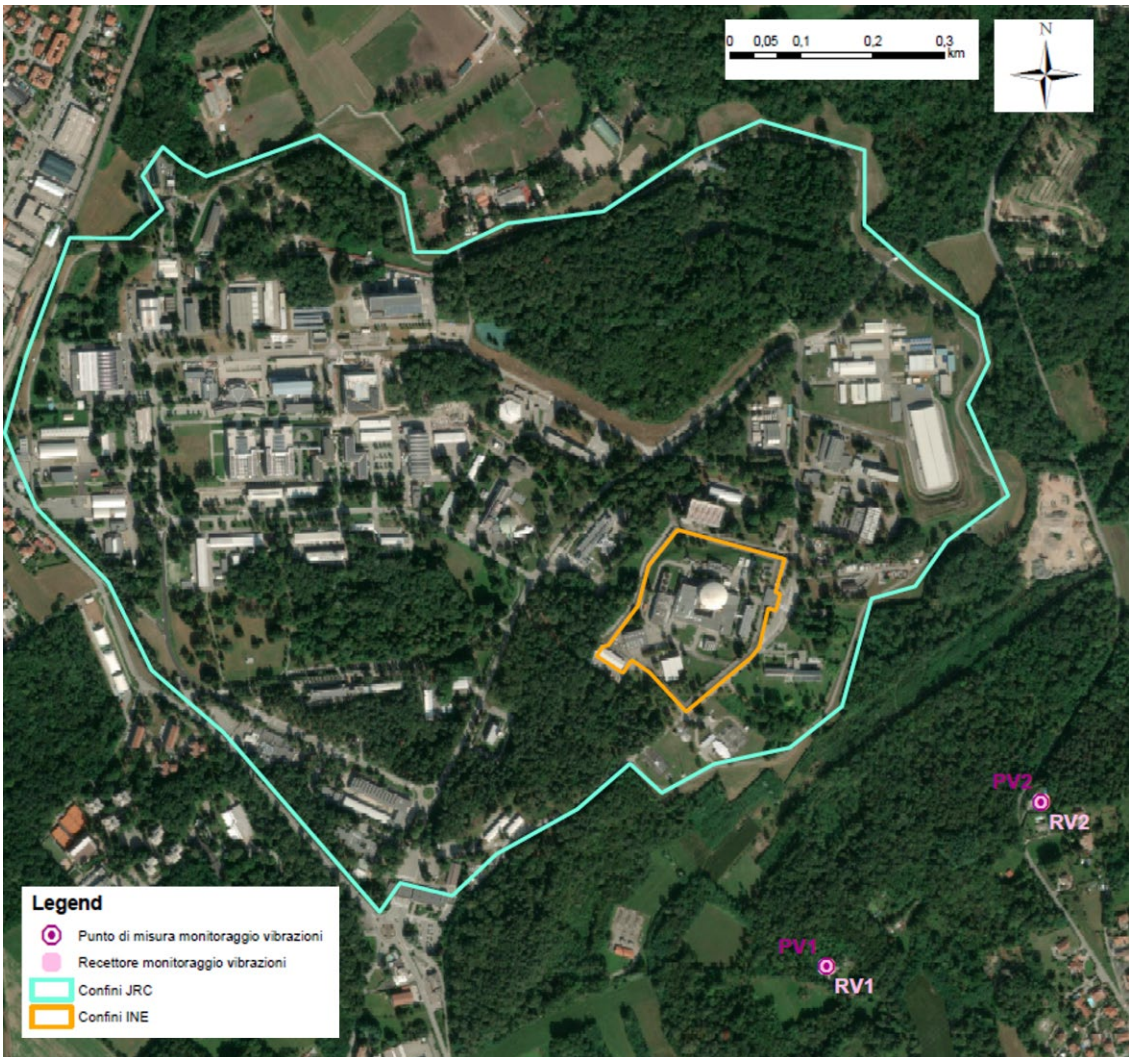 0 0,05 0,1 0,2 0,3
km
N
PV2
RV2
PV1
RV1
Legend
Punto di misura monitoraggio vibrazioni
Recettore monitoraggio vibrazioni
Confini JRC
Confini INE